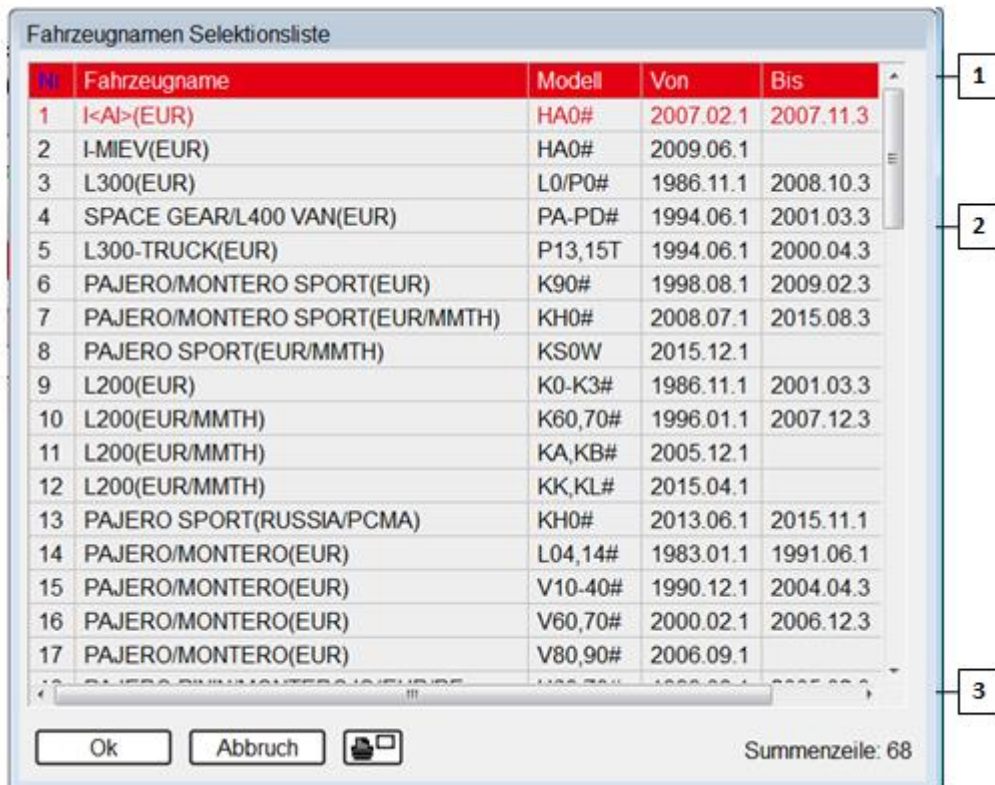 Fahrzeugnamen Selektionsliste
Nr Fahrzeugname Modell Von Bis
1 I<AI>(EUR) HA0# 2007.02.1 2007.11.3
2 I-MIEV(EUR) HA0# 2009.06.1
3 L300(EUR) L0/P0# 1986.11.1 2008.10.3
4 SPACE GEAR/L400 VAN(EUR) PA-PD# 1994.06.1 2001.03.3
5 L300-TRUCK(EUR) P13,15T 1994.06.1 2000.04.3
6 PAJERO/MONTERO SPORT(EUR) K90# 1998.08.1 2009.02.3
7 PAJERO/MONTERO SPORT(EUR/MMTH) KH0# 2008.07.1 2015.08.3
8 PAJERO SPORT(EUR/MMTH) KS0W 2015.12.1
9 L200(EUR) K0-K3# 1986.11.1 2001.03.3
10 L200(EUR/MMTH) K60,70# 1996.01.1 2007.12.3
11 L200(EUR/MMTH) KA,KB# 2005.12.1
12 L200(EUR/MMTH) KK,KL# 2015.04.1
13 PAJERO SPORT(RUSSIA/PCMA) KH0# 2013.06.1 2015.11.1
14 PAJERO/MONTERO(EUR) L04,14# 1983.01.1 1991.06.1
15 PAJERO/MONTERO(EUR) V10-40# 1990.12.1 2004.04.3
16 PAJERO/MONTERO(EUR) V60,70# 2000.02.1 2006.12.3
17 PAJERO/MONTERO(EUR) V80,90# 2006.09.1
Ok Abbruch Summenzeile: 68
1
2
3